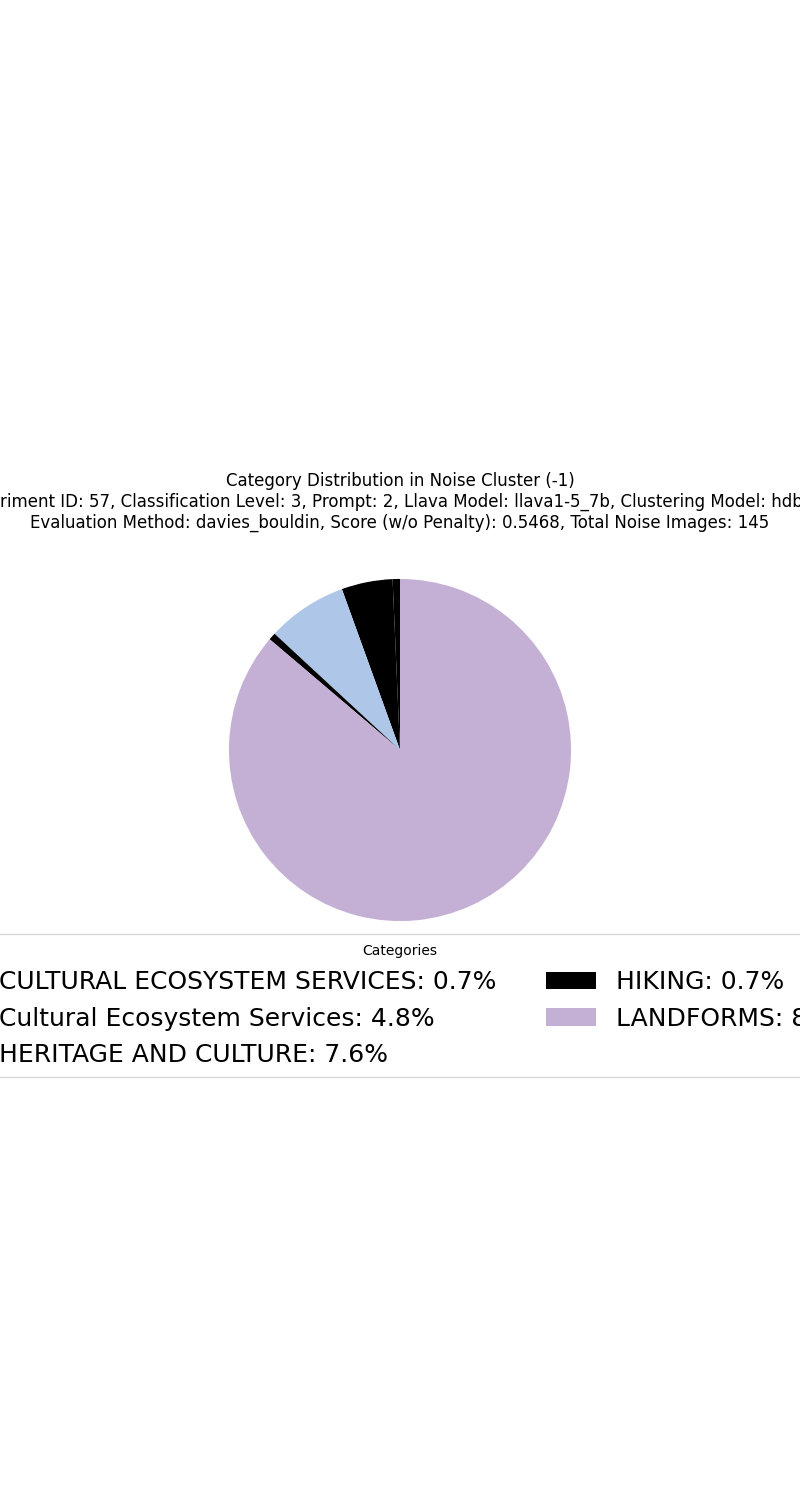 Category Distribution in Noise Cluster (-1)
riment ID: 57, Classification Level: 3, Prompt: 2, Llava Model: llava1-5_7b, Clustering Model: hdb
Evaluation Method: davies_bouldin, Score (w/o Penalty): 0.5468, Total Noise Images: 145
Categories
CULTURAL ECOSYSTEM SERVICES: 0.7%
Cultural Ecosystem Services: 4.8%
HERITAGE AND CULTURE: 7.6%
HIKING: 0.7%
LANDFORMS: 8